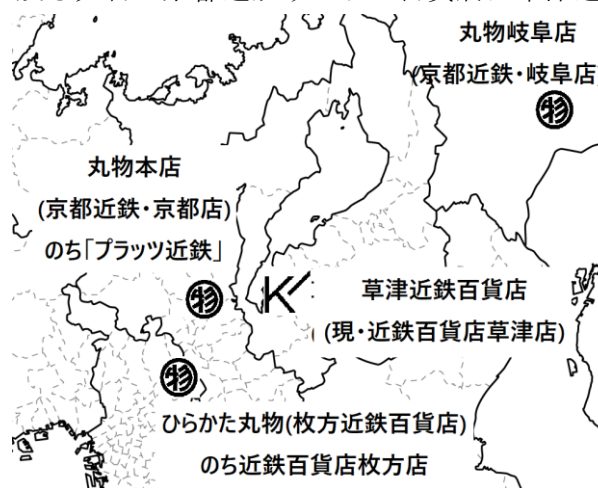 丸物岐阜店
(京都近鉄・岐阜店)
物
丸物本店
(京都近鉄・京都店)
のち「プラッツ近鉄」
物
K
草津近鉄百貨店
(現・近鉄百貨店草津店)
物
ひらかた丸物(枚方近鉄百貨店)
のち近鉄百貨店枚方店